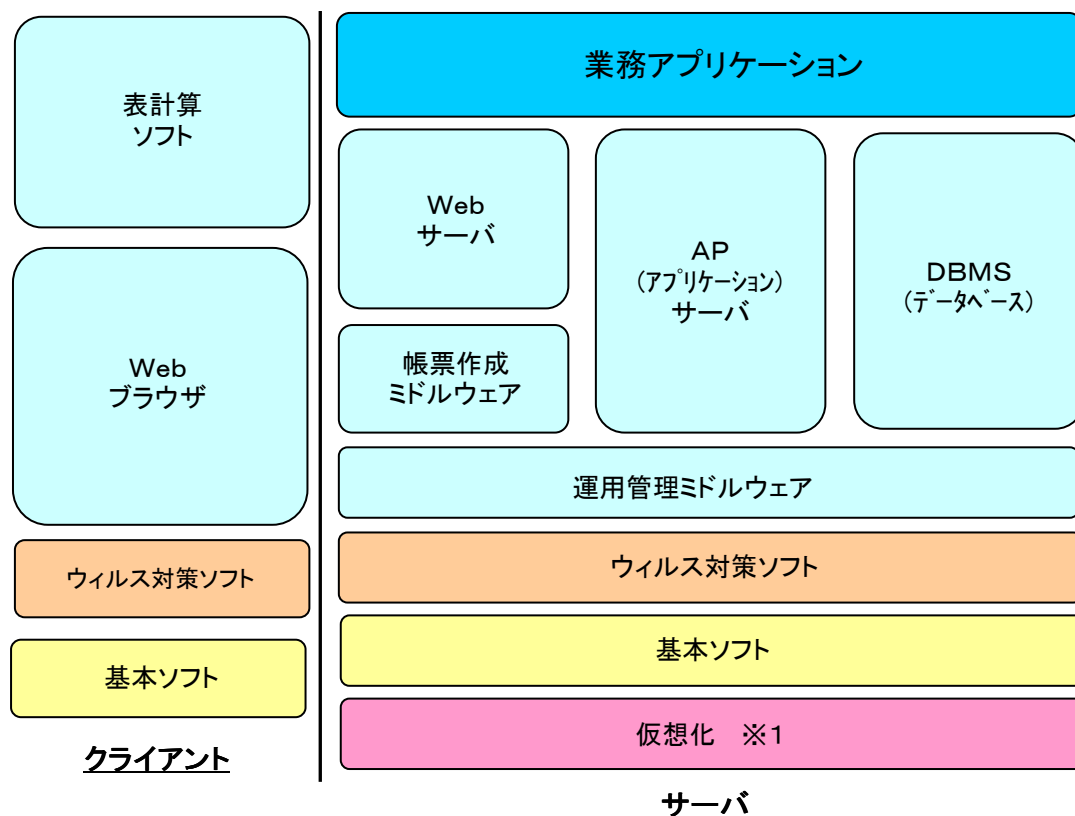 表計算
ソフト
Web
ブラウザ
ウィルス対策ソフト
基本ソフト
クライアント
業務アプリケーション
Web
サーバ
帳票作成
ミドルウェア
AP
(アプリケーション)
サーバ
DBMS
(データベース)
運用管理ミドルウェア
ウィルス対策ソフト
基本ソフト
仮想化　※1
サーバ